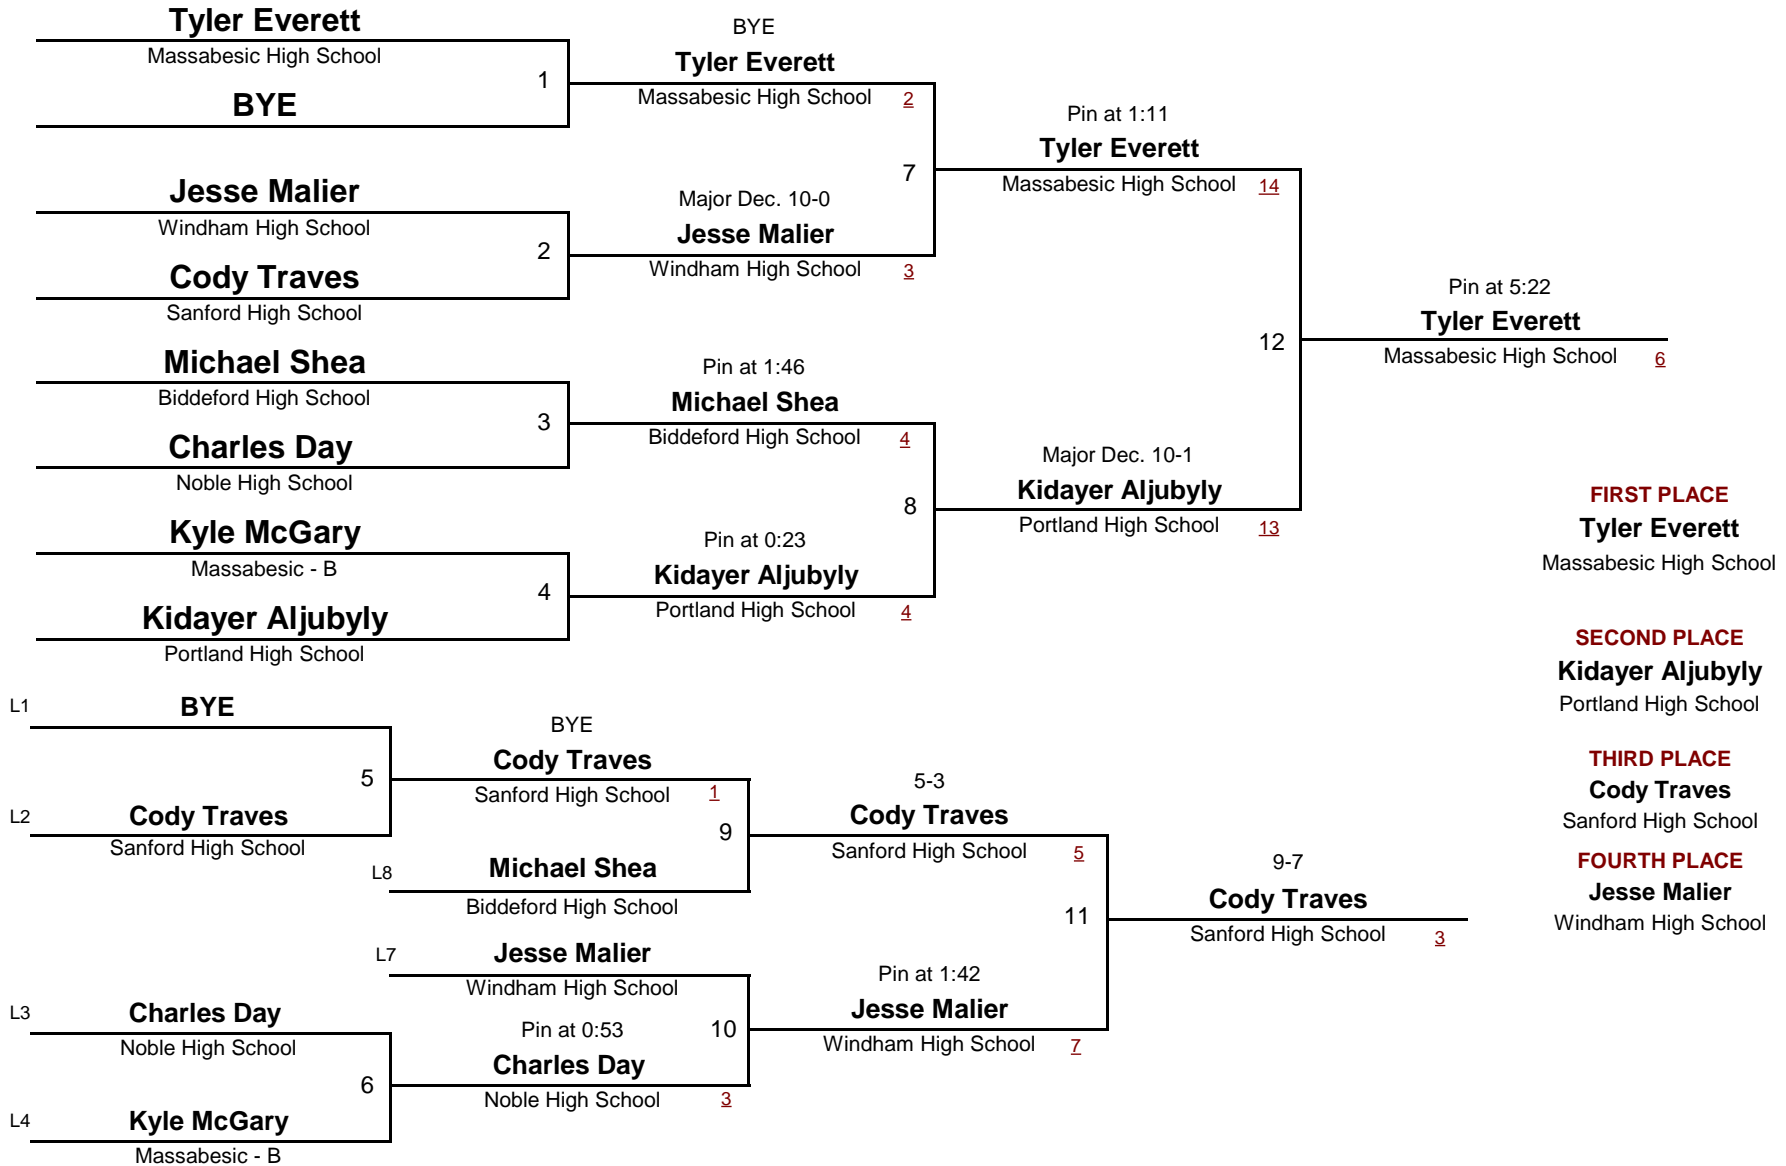 Tyler Everett
Massabesic High School
1
BYE
BYE
Tyler Everett
Massabesic High School 2
7
Jesse Malier
Windham High School
2
Cody Traves
Sanford High School
Major Dec. 10-0
Jesse Malier
Windham High School 3
Pin at 1:11
Tyler Everett
Massabesic High School 14
12
Michael Shea
Biddeford High School
3
Charles Day
Noble High School
Pin at 1:46
Michael Shea
Biddeford High School 4
8
Kyle McGary
Massabesic - B
4
Kidayer Aljubyly
Portland High School
Pin at 0:23
Kidayer Aljubyly
Portland High School 4
Major Dec. 10-1
Kidayer Aljubyly
Portland High School 13
Pin at 5:22
Tyler Everett
Massabesic High School 6
FIRST PLACE
Tyler Everett
Massabesic High School
SECOND PLACE
Kidayer Aljubyly
Portland High School
THIRD PLACE
Cody Traves
Sanford High School
FOURTH PLACE
Jesse Malier
Windham High School
L1 BYE
5
L2 Cody Traves
Sanford High School
BYE
Cody Traves
Sanford High School 1
9
L8 Michael Shea
Biddeford High School
L7 Jesse Malier
Windham High School
10
L3 Charles Day
Noble High School
6
L4 Kyle McGary
Massabesic - B
Pin at 0:53
Charles Day
Noble High School 3
5-3
Cody Traves
Sanford High School 5
11
Pin at 1:42
Jesse Malier
Windham High School 7
9-7
Cody Traves
Sanford High School 3